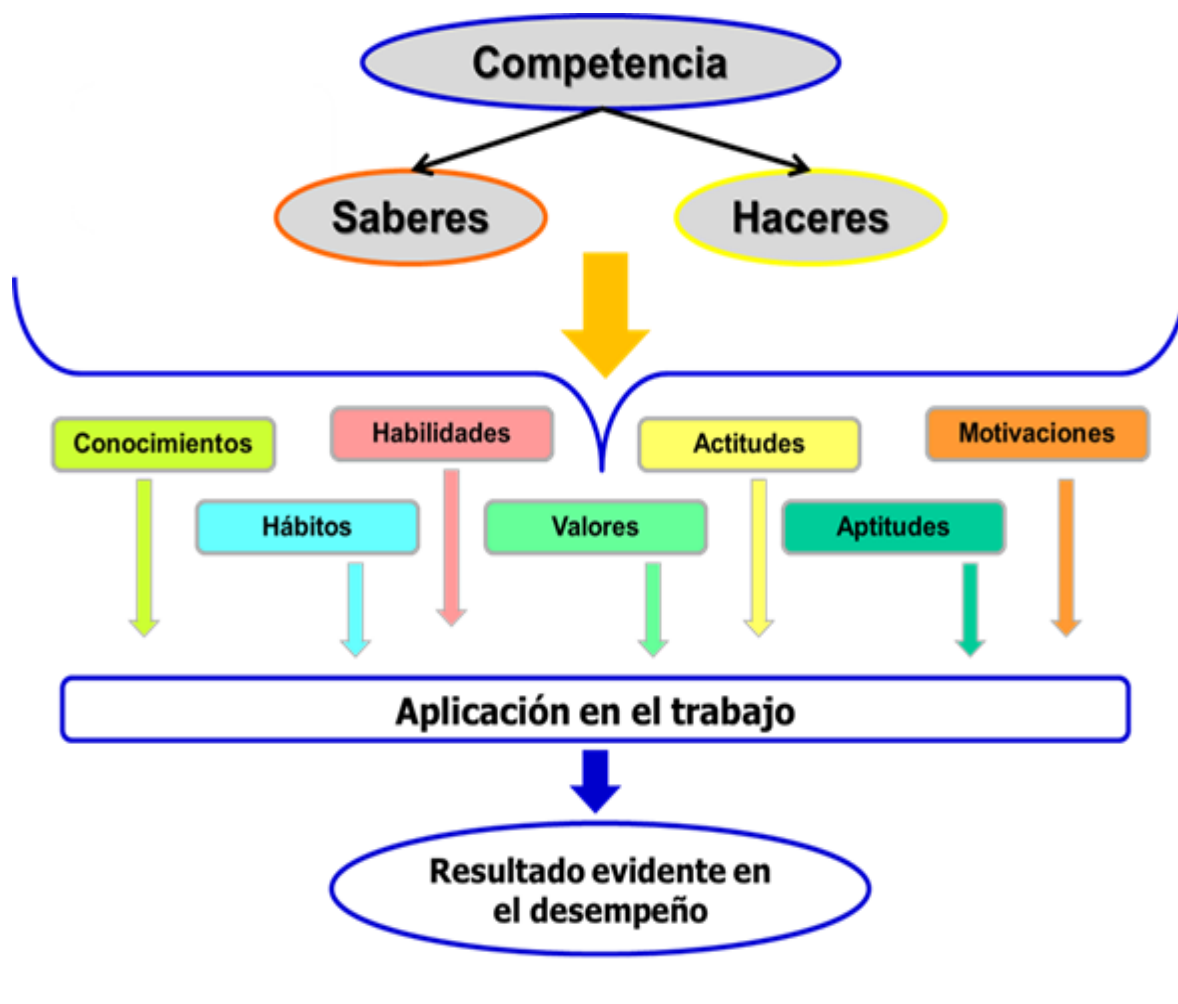 Competencia
Saberes
Haceres
Conocimientos
Habilidades
Actitudes
Motivaciones
Hábitos
Valores
Aptitudes
Aplicación en el trabajo
Resultado evidente en
el desempeño